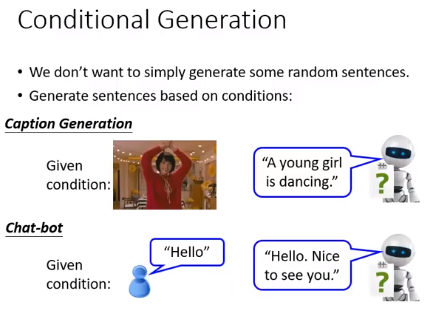 Conditional Generation
• We don't want to simply generate some random sentences.
• Generate sentences based on conditions:
Caption Generation
Given
condition:
"A young girl
is dancing."
?
Chat-bot
Given
condition:
"Hello"
"Hello. Nice
to see you."
?